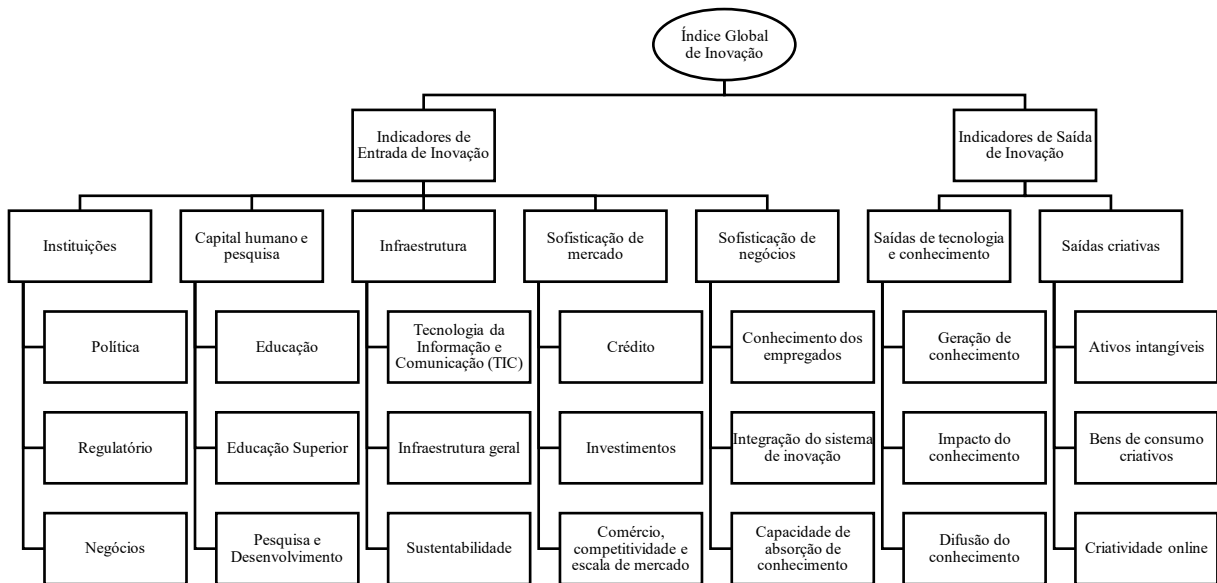 Índice Global
de Inovação
Indicadores de
Entrada de Inovação
Indicadores de Saída
de Inovação
Instituições
Capital humano e
pesquisa
Infraestrutura
Sofisticação de
mercado
Sofisticação de
negócios
Saídas de tecnologia
e conhecimento
Saídas criativas
Política
Educação
Tecnologia da
Informação e
Comunicação (TIC)
Crédito
Conhecimento dos
empregados
Geração de
conhecimento
Ativos intangíveis
Regulatório
Educação Superior
Infraestrutura geral
Investimentos
Integração do sistema
de inovação
Impacto do
conhecimento
Bens de consumo
criativos
Negócios
Pesquisa e
Desenvolvimento
Sustentabilidade
Comércio,
competitividade e
escala de mercado
Capacidade de
absorção de
conhecimento
Difusão do
conhecimento
Criatividade online